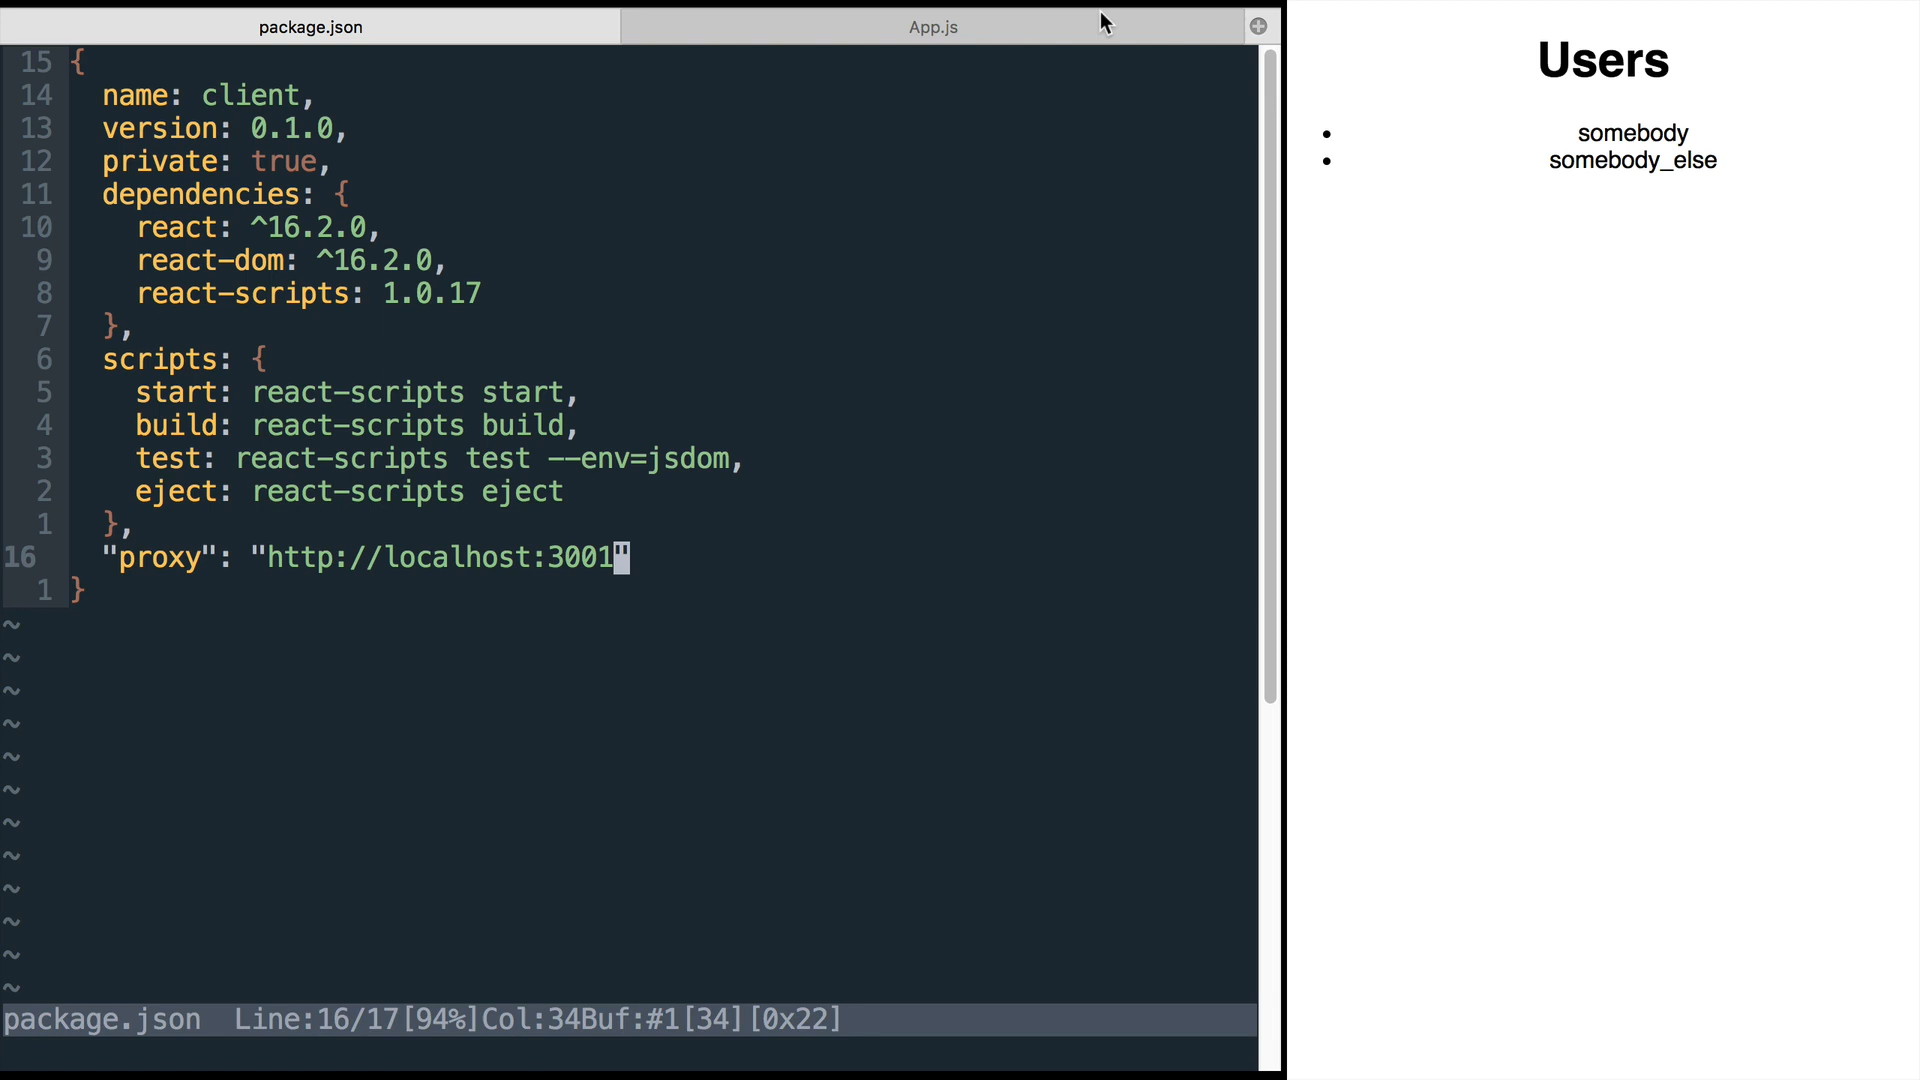 package.json
App.js
15 {
14 name: client,
13 version: 0.1.0,
12 private: true,
11 dependencies: {
10 react: ^16.2.0,
9 react-dom: ^16.2.0,
8 react-scripts: 1.0.17
7 },
6 scripts: {
5 start: react-scripts start,
4 build: react-scripts build,
3 test: react-scripts test --env=jsdom,
2 eject: react-scripts eject
1 },
16 "proxy": "http://localhost:3001"
1 }
~
~
~
~
~
~
~
~
~
~
~
~
package.json Line:16/17[94%]Col:34Buf:#1[34][0x22]
Users
• somebody
• somebody_else